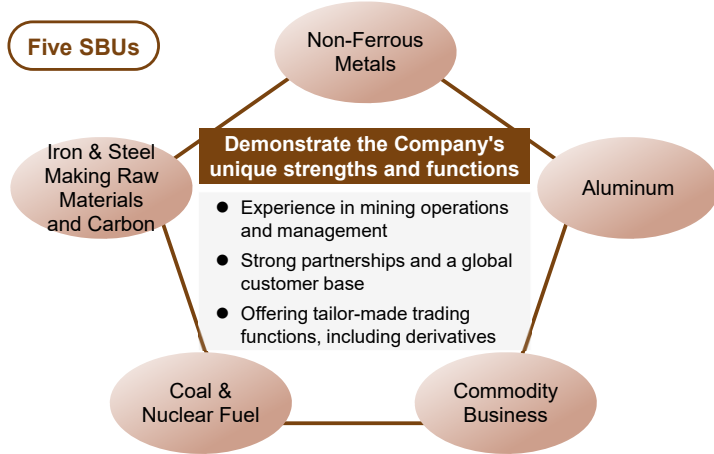 Five SBUs
Non-Ferrous
Metals
Iron & Steel
Making Raw
Materials
and Carbon
Demonstrate the Company's
unique strengths and functions
● Experience in mining operations
and management
● Strong partnerships and a global
customer base
● Offering tailor-made trading
functions, including derivatives
Aluminum
Coal &
Nuclear Fuel
Commodity
Business